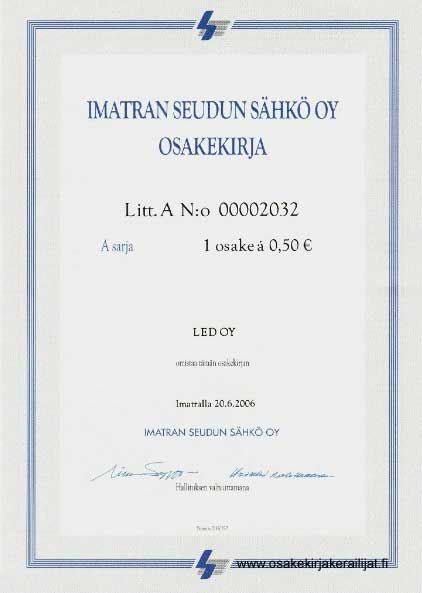 IMATRAN SEUDUN SÄHKÖ OY
OSAKEKIRJA
Litt. A N:o 00002032
A sarja 1 osake á 0,50 €
LED OY
omistaa tämän osakekirjan
Imatralla 20.6.2006
IMATRAN SEUDUN SÄHKÖ OY
Hallituksen valtuuttamana
www.osakekirjakerailijat.fi